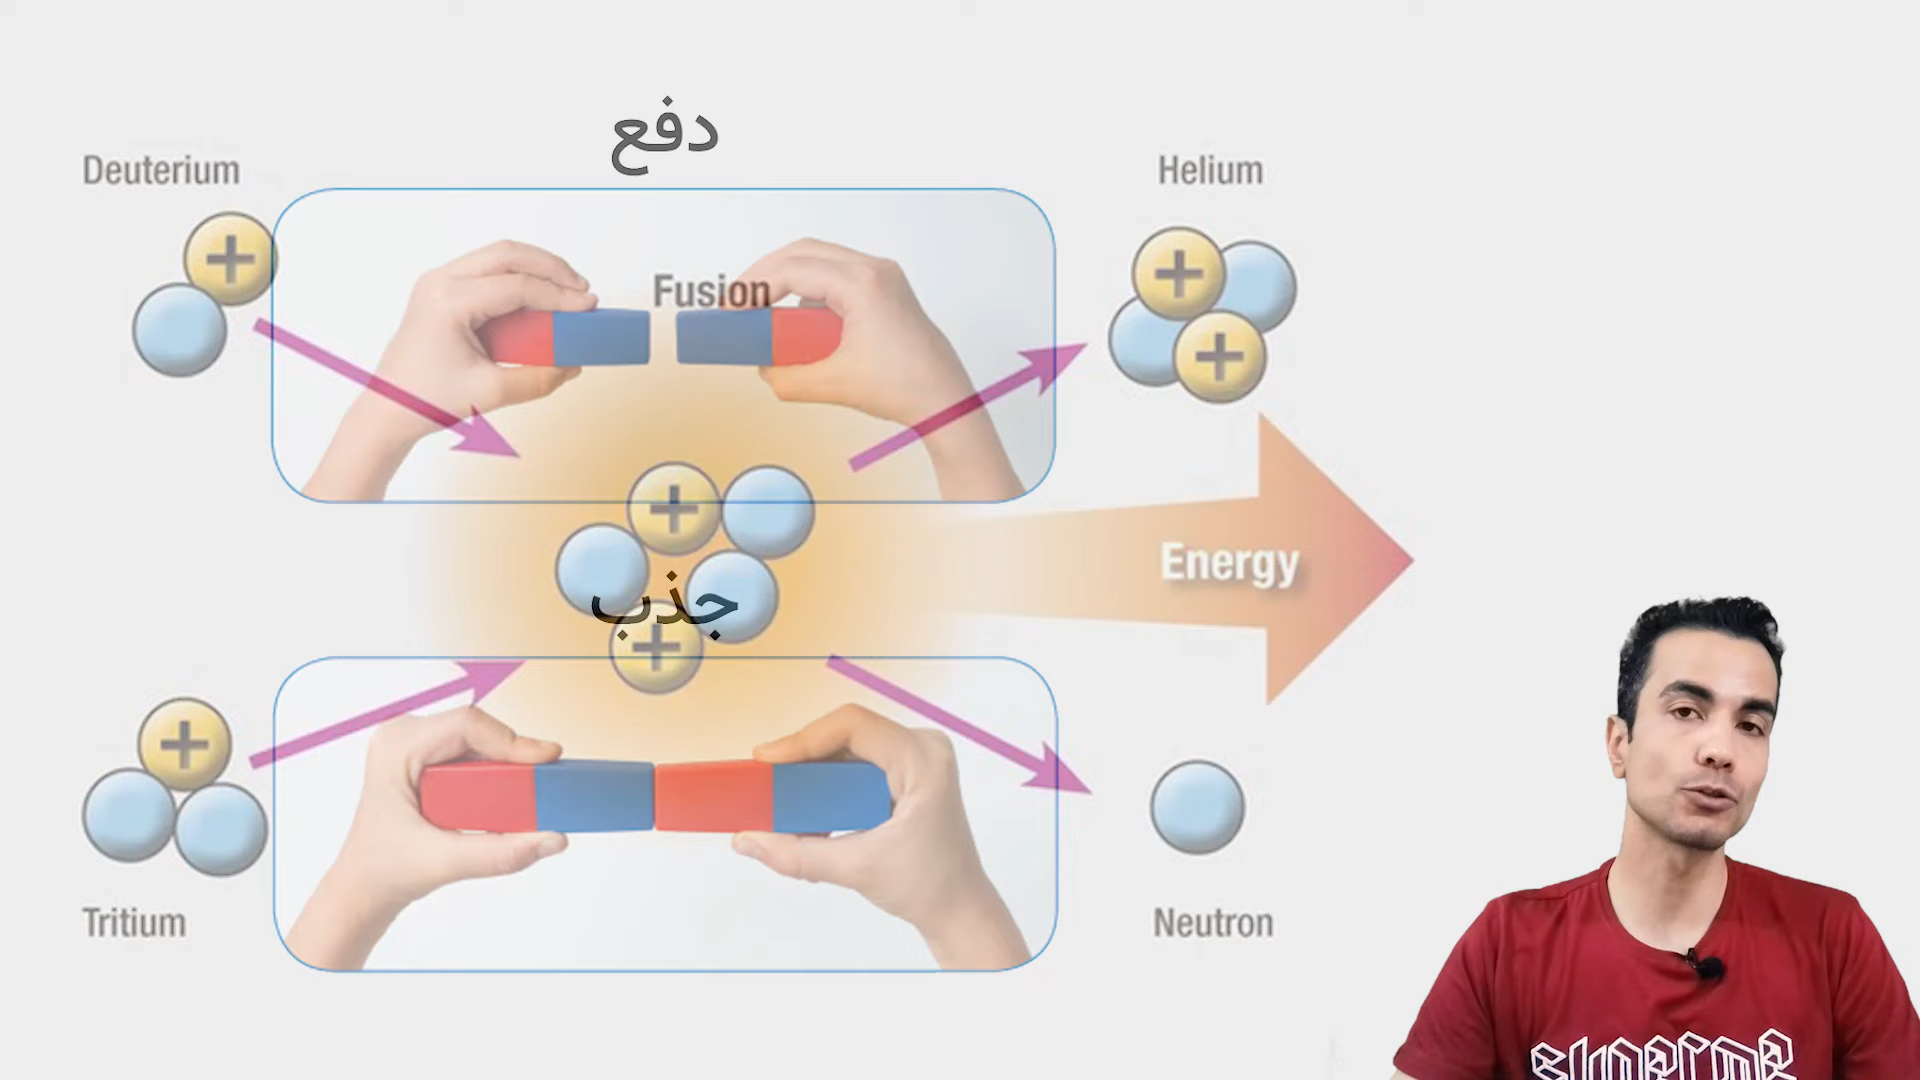 دفع
Deuterium
Helium
Fusion
Energy
جذب
Tritium
Neutron